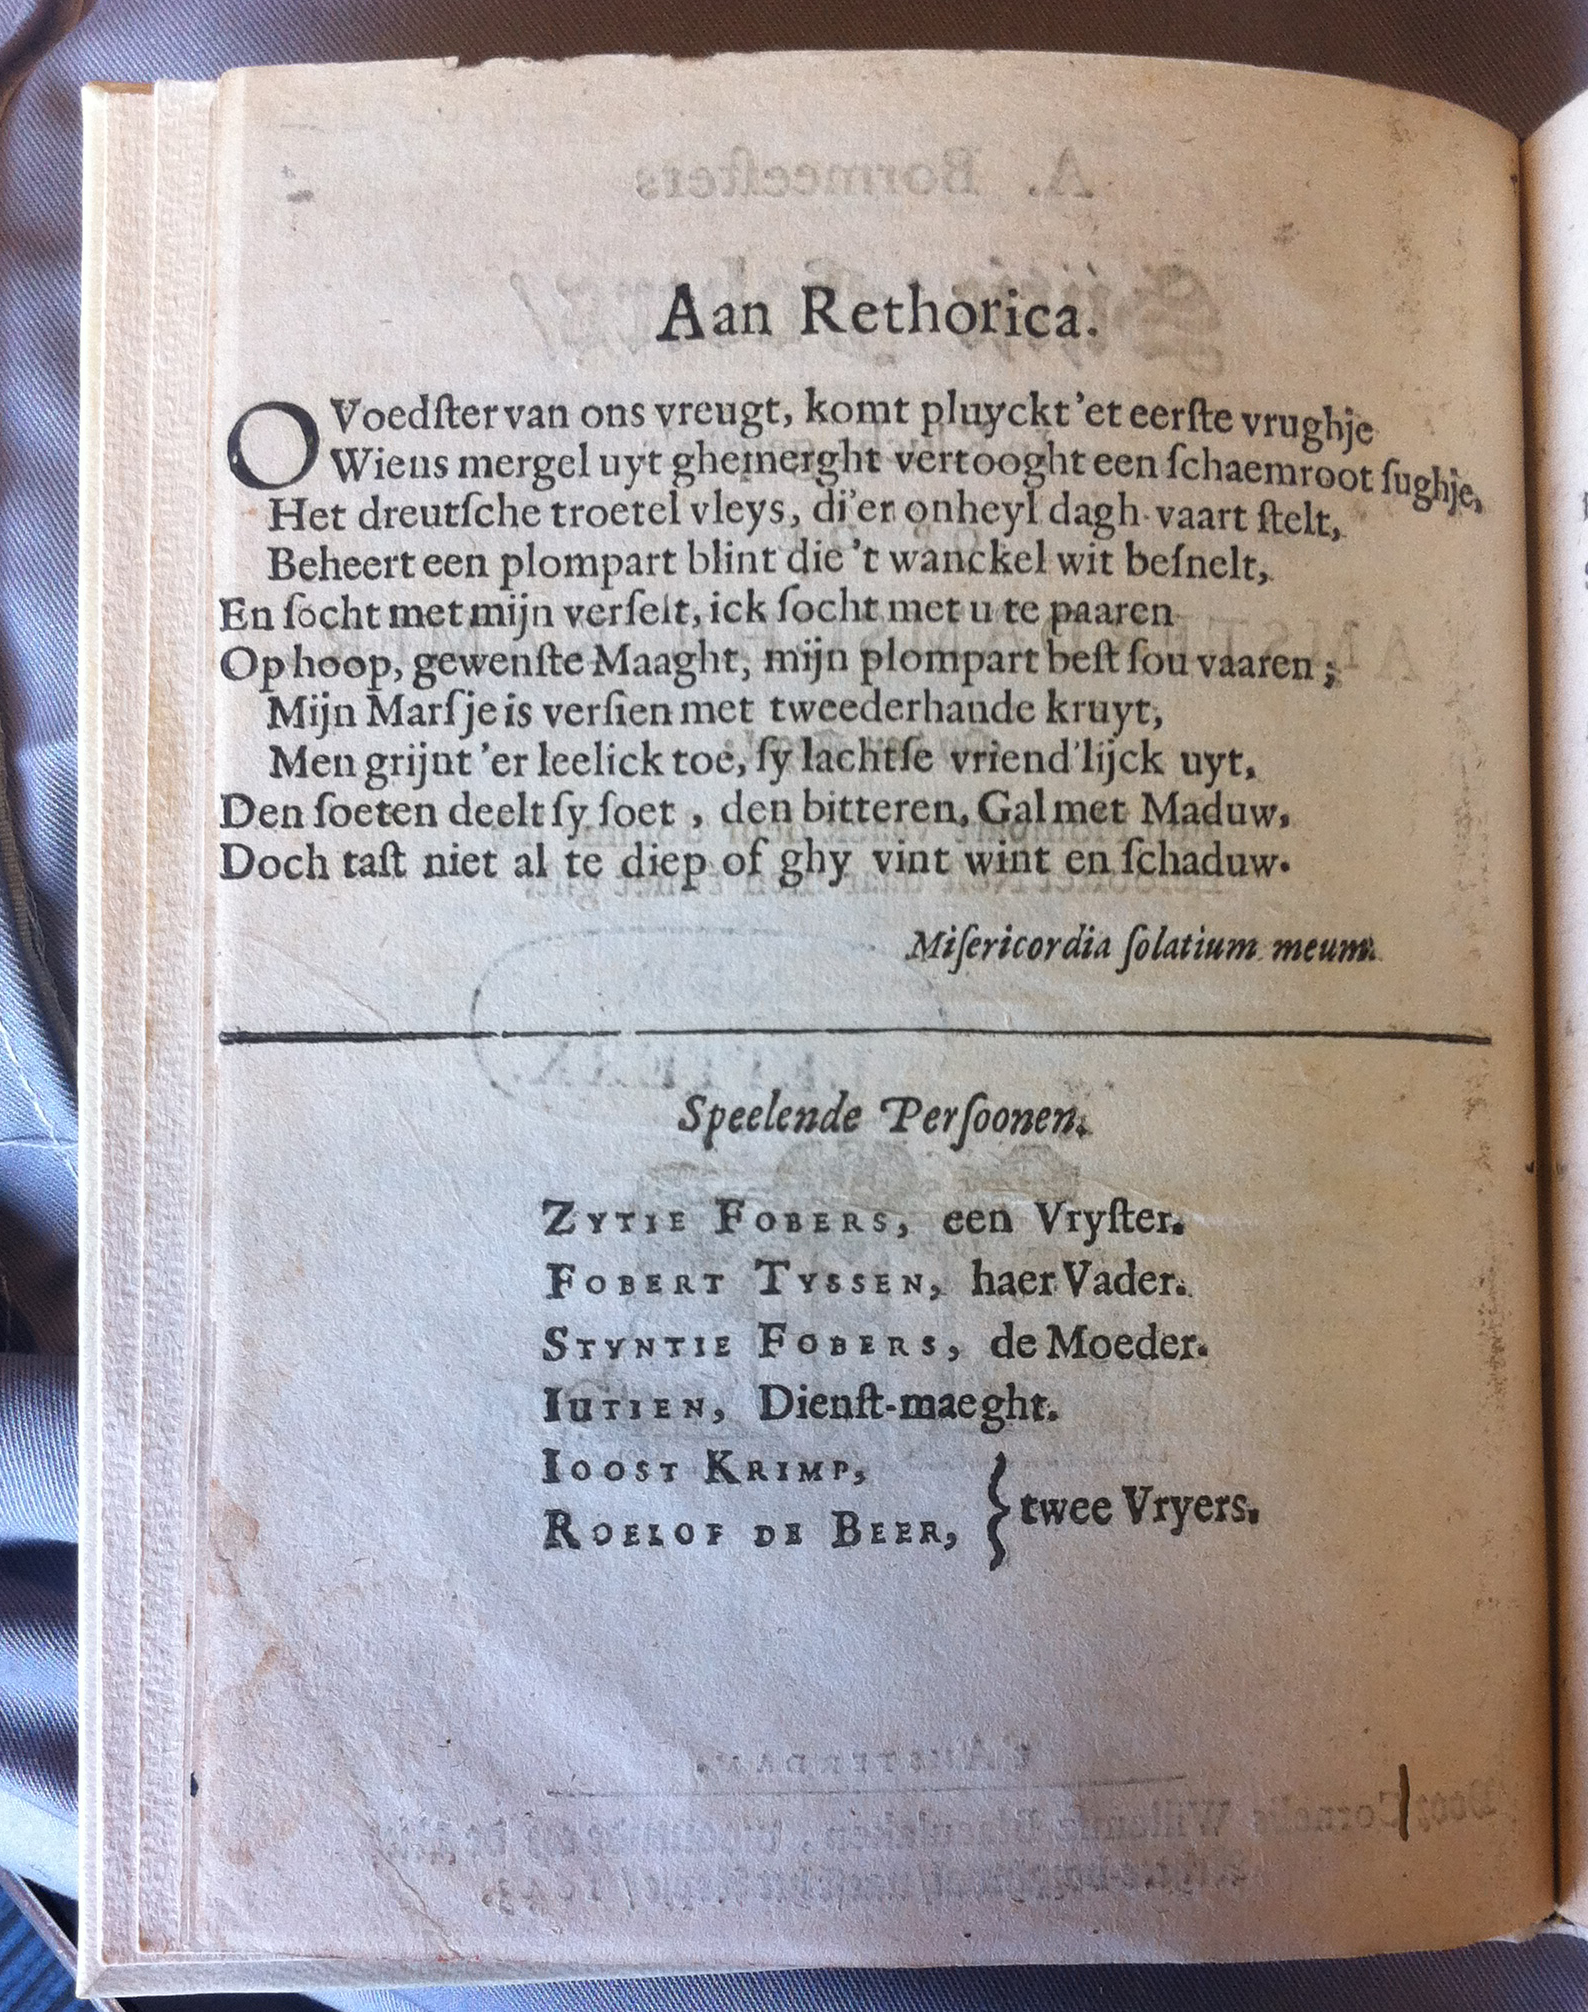 Aan Rethorica.
O Voedſter van ons vreugt, komt pluyckt 'et eerſte vrughje
Wiens mergel uyt ghemerght vertooght een ſchaemroot ſughje,
Het dreutſche troetel vleys, di'er onheyl dagh-vaart ſtelt,
Beheert een plompart blint die 't wanckel wit beſnelt,
En ſocht met mijn verſelt, ick ſocht met u te paaren
Op hoop, gewenſte Maaght, mijn plompart beſt ſou vaaren;
Mijn Marſje is verſien met tweederhande kruyt,
Men grijnt 'er leelick toe, ſy lachtſe vriend'lijck uyt,
Den ſoeten deelt ſy ſoet, den bitteren, Gal met Maduw,
Doch taſt niet al te diep of ghy vint wint en ſchaduw.
Miſericordia ſolatium meum.
Speelende Perſoonen.
ZYTIE FOBERS, een Vryſter.
FOBERT TYSSEN, haer Vader.
STYNTIE FOBERS, de Moeder.
IUTIEN, Dienſt-maeght.
IOOST KRIMP,
ROELOF DE BEER, } twee Vryers.